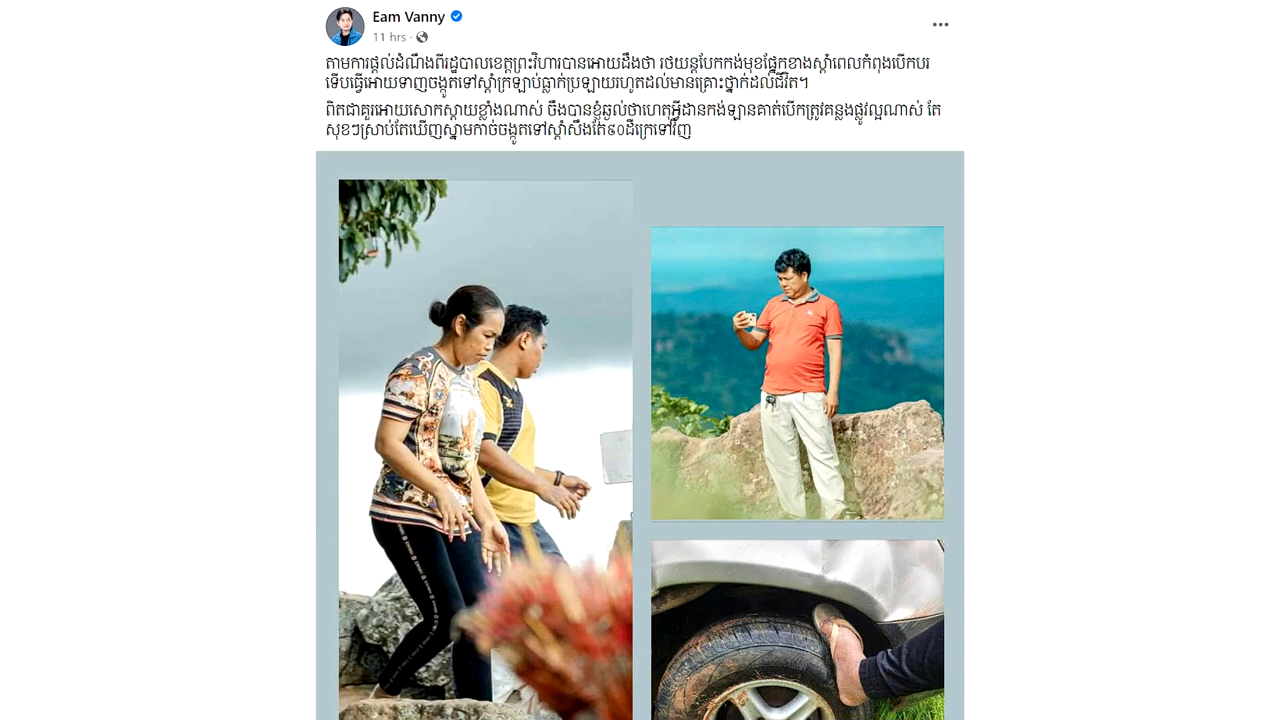 Eam Vanny
11 hrs ·
តាមការផ្តល់ដំណឹងពីរដ្ឋបាលខេត្តព្រះវិហារបានអោយដឹងថា រថយន្តបែកកង់មុខផ្នែកខាងស្តាំពេលកំពុងបើកបរ
ទើបធ្វើអោយទាញចង្កូតទៅស្តាំក្រឡាប់ធ្លាក់ប្រឡាយរហូតដល់មានគ្រោះថ្នាក់ដល់ជីវិត។
ពិតជាគួរអោយសោកស្តាយខ្លាំងណាស់ ចឹងបានខ្ញុំឆ្ងល់ថាហេតុអ្វីដានកង់ឡានគាត់បើកត្រូវគន្លងផ្លូវល្អណាស់ តែ
សុខៗស្រាប់តែឃើញស្នាមកាច់ចង្កូតទៅស្តាំសឹងតែ៩០ដឺក្រេទៅវិញ